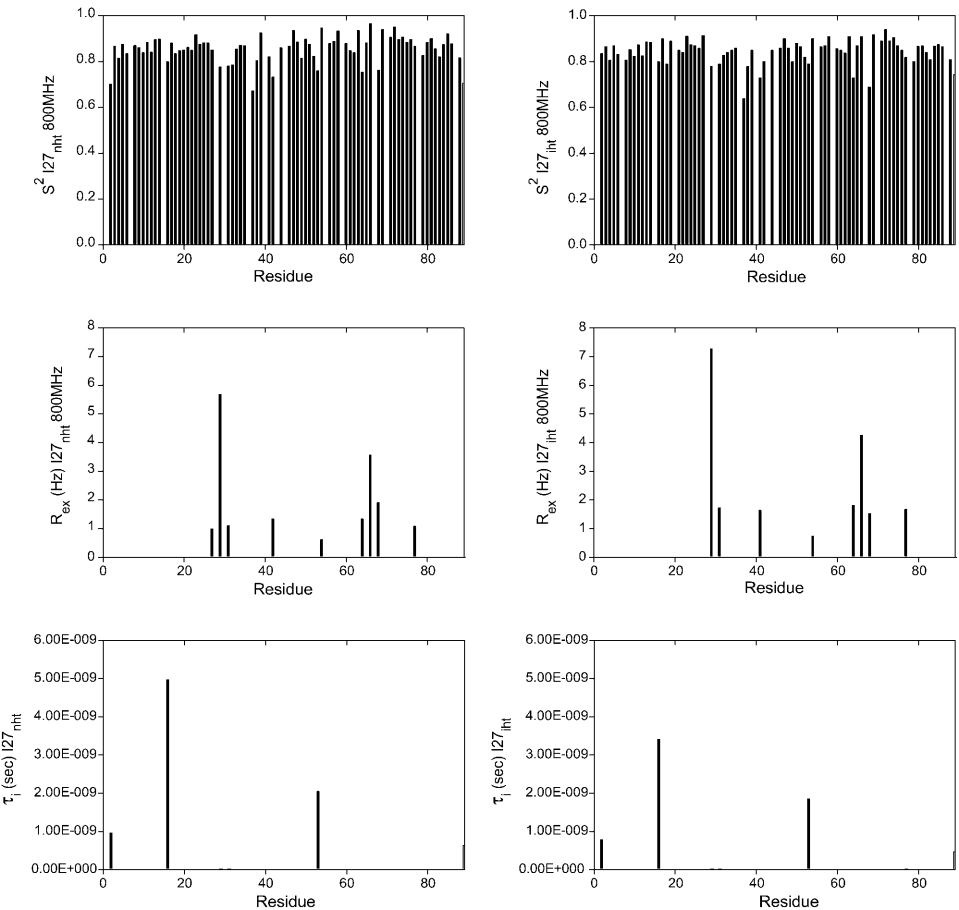 1.0
0.8
0.6
0.4
0.2
0.0
S² I27nht 800MHz
0 20 40 60 80
Residue
1.0
0.8
0.6
0.4
0.2
0.0
S² I27iht 800MHz
0 20 40 60 80
Residue
8
7
6
5
4
3
2
1
0
Rex (Hz) I27nht 800MHz
0 20 40 60 80
Residue
8
7
6
5
4
3
2
1
0
Rex (Hz) I27iht 800MHz
0 20 40 60 80
Residue
6.00E-009
5.00E-009
4.00E-009
3.00E-009
2.00E-009
1.00E-009
0.00E+000
τi (sec) I27nht
0 20 40 60 80
Residue
6.00E-009
5.00E-009
4.00E-009
3.00E-009
2.00E-009
1.00E-009
0.00E+000
τi (sec) I27iht
0 20 40 60 80
Residue